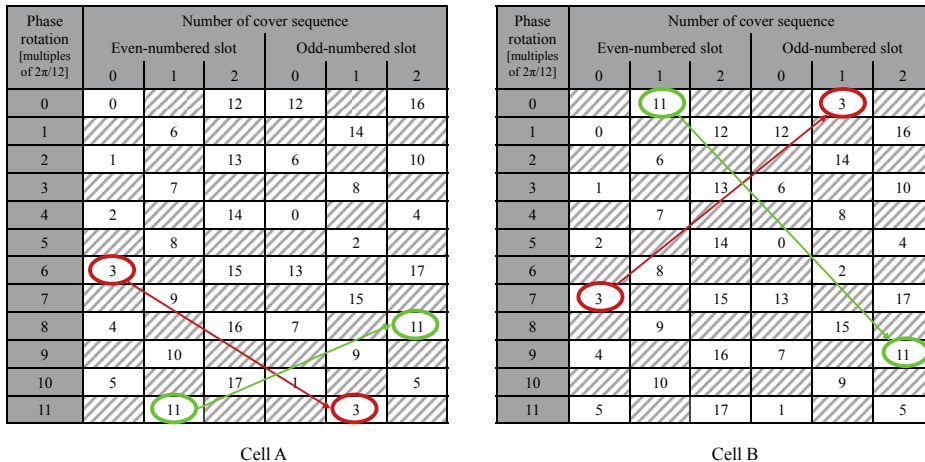 Phase rotation [multiples of 2π/12] Number of cover sequence
Even-numbered slot Odd-numbered slot
0 1 2 0 1 2
0 0 12 12 16
1 6 14
2 1 13 6 10
3 7 8
4 2 14 0 4
5 8 2
6 3 15 13 17
7 9 15
8 4 16 7 11
9 10 9
10 5 17 1 5
11 11 3
Cell A
Phase rotation [multiples of 2π/12] Number of cover sequence
Even-numbered slot Odd-numbered slot
0 1 2 0 1 2
0 11 3
1 0 12 12 16
2 6 14
3 1 13 6 10
4 7 8
5 2 14 0 4
6 8 2
7 3 15 13 17
8 9 15
9 4 16 7 11
10 10 9
11 5 17 1 5
Cell B